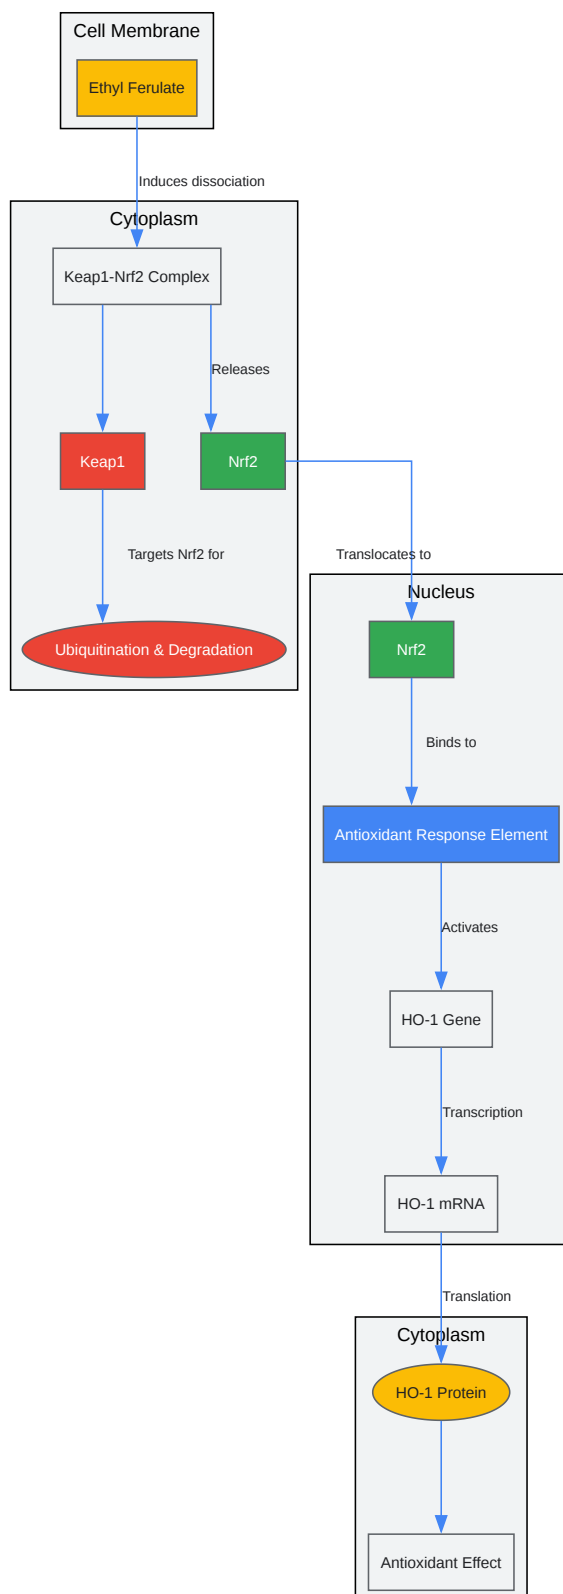 Cell Membrane
Ethyl Ferulate
Induces dissociation
Cytoplasm
Keap1-Nrf2 Complex
Releases
Keap1
Nrf2
Targets Nrf2 for
Translocates to
Ubiquitination & Degradation
Nucleus
Nrf2
Binds to
Antioxidant Response Element
Activates
HO-1 Gene
Transcription
HO-1 mRNA
Translation
Cytoplasm
HO-1 Protein
Antioxidant Effect